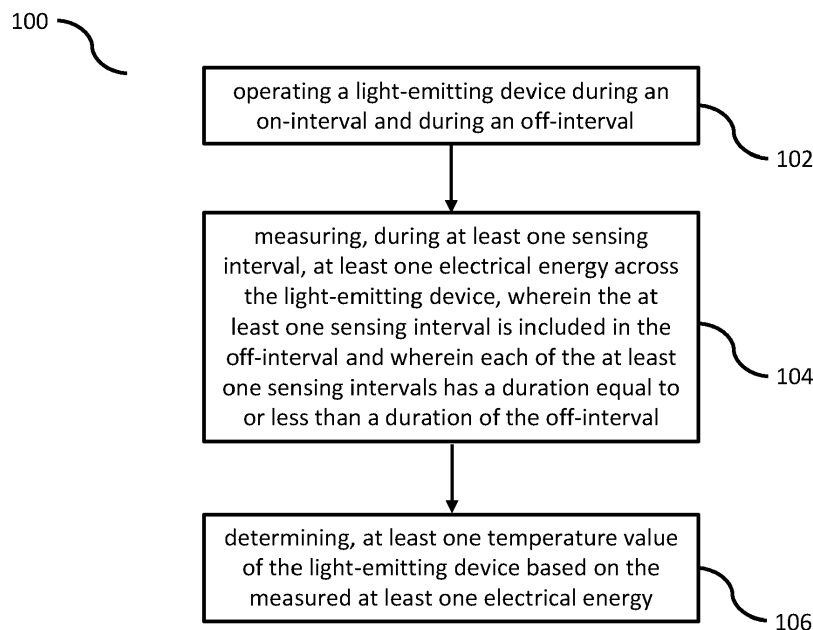 100
operating a light-emitting device during an
on-interval and during an off-interval
102
measuring, during at least one sensing
interval, at least one electrical energy across
the light-emitting device, wherein the at
least one sensing interval is included in the
off-interval and wherein each of the at least
one sensing intervals has a duration equal to
or less than a duration of the off-interval
104
determining, at least one temperature value
of the light-emitting device based on the
measured at least one electrical energy
106